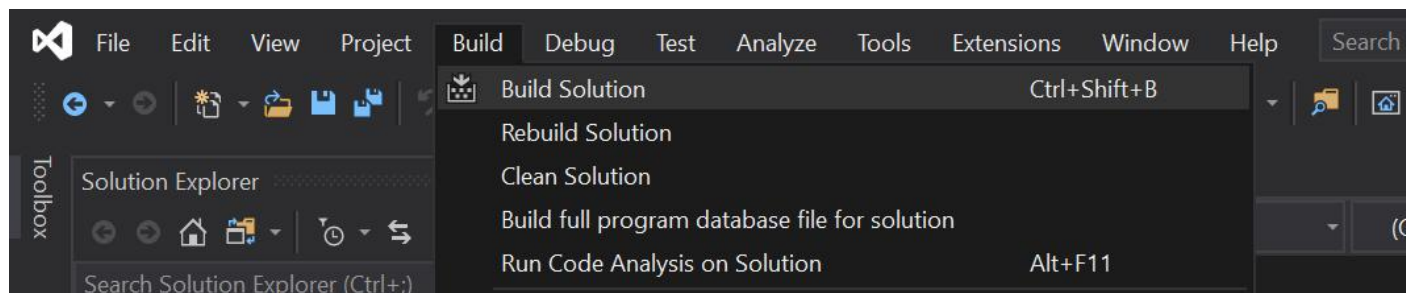 File Edit View Project Build Debug Test Analyze Tools Extensions Window Help Search
Build Solution Ctrl+Shift+B
Rebuild Solution
Clean Solution
Build full program database file for solution
Run Code Analysis on Solution Alt+F11
Toolbox
Solution Explorer
Search Solution Explorer (Ctrl+;)